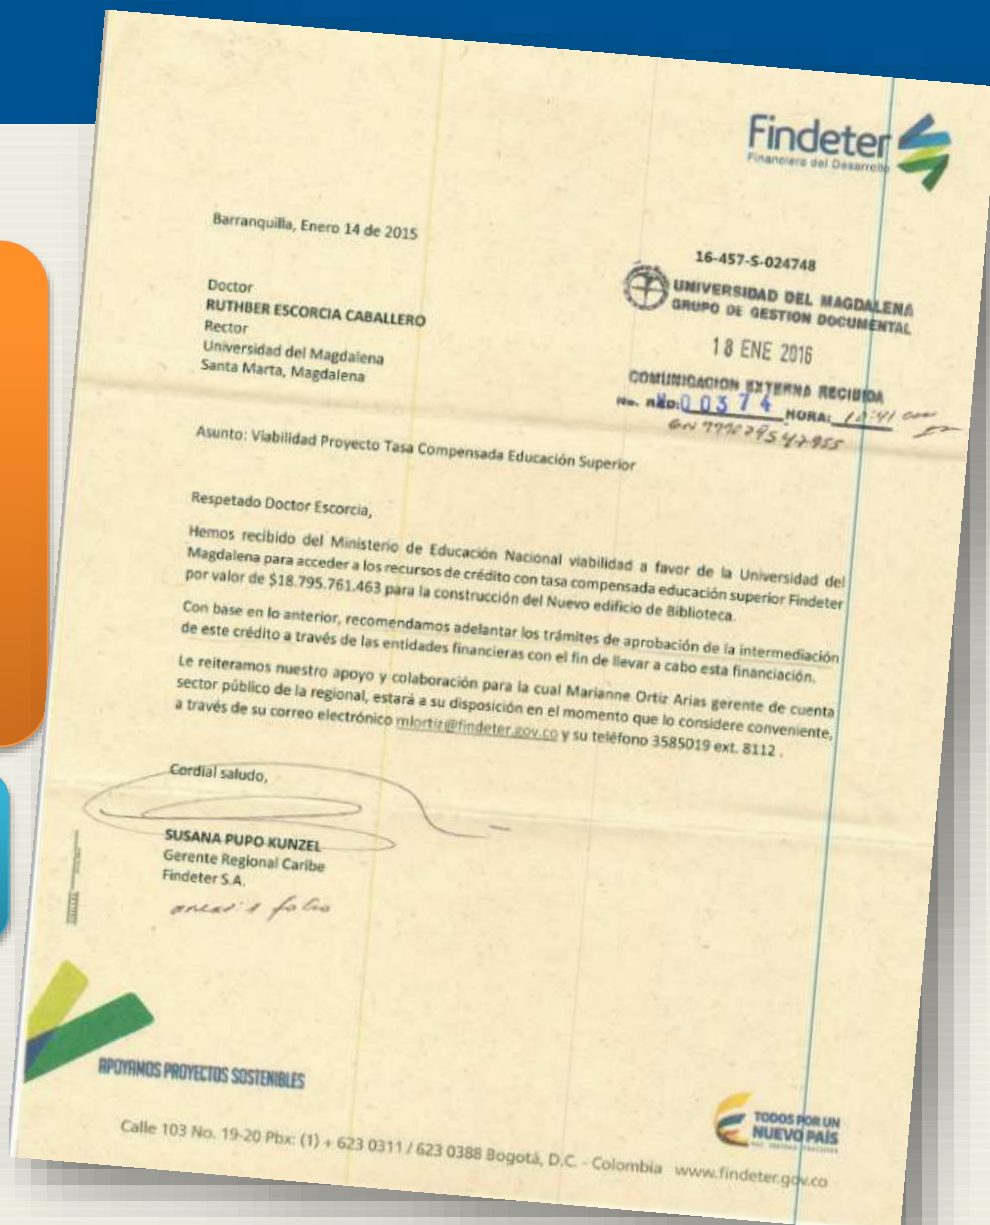 Findeter
Financiera del Desarrollo
Barranquilla, Enero 14 de 2015
16-457-S-024748
UNIVERSIDAD DEL MAGDALENA
GRUPO DE GESTION DOCUMENTAL
18 ENE 2016
COMUNICACION EXTERNA RECIBIDA
No. RAD: 00374 HORA: 10:41
Doctor
RUTHBER ESCORCIA CABALLERO
Rector
Universidad del Magdalena
Santa Marta, Magdalena
Asunto: Viabilidad Proyecto Tasa Compensada Educación Superior
Respetado Doctor Escorcia,
Hemos recibido del Ministerio de Educación Nacional viabilidad a favor de la Universidad del
Magdalena para acceder a los recursos de crédito con tasa compensada educación superior Findeter
por valor de $18.795.761.463 para la construcción del Nuevo edificio de Biblioteca.
Con base en lo anterior, recomendamos adelantar los trámites de aprobación de la intermediación
de este crédito a través de las entidades financieras con el fin de llevar a cabo esta financiación.
Le reiteramos nuestro apoyo y colaboración para la cual Marianne Ortiz Arias gerente de cuenta
sector público de la regional, estará a su disposición en el momento que lo considere conveniente,
a través de su correo electrónico mlortiz@findeter.gov.co y su teléfono 3585019 ext. 8112 .
Cordial saludo,
SUSANA PUPO KUNZEL
Gerente Regional Caribe
Findeter S.A.
folio
APOYAMOS PROYECTOS SOSTENIBLES
TODOS POR UN
NUEVO PAÍS
Calle 103 No. 19-20 Pbx: (1) + 623 0311 / 623 0388 Bogotá, D.C. - Colombia www.findeter.gov.co